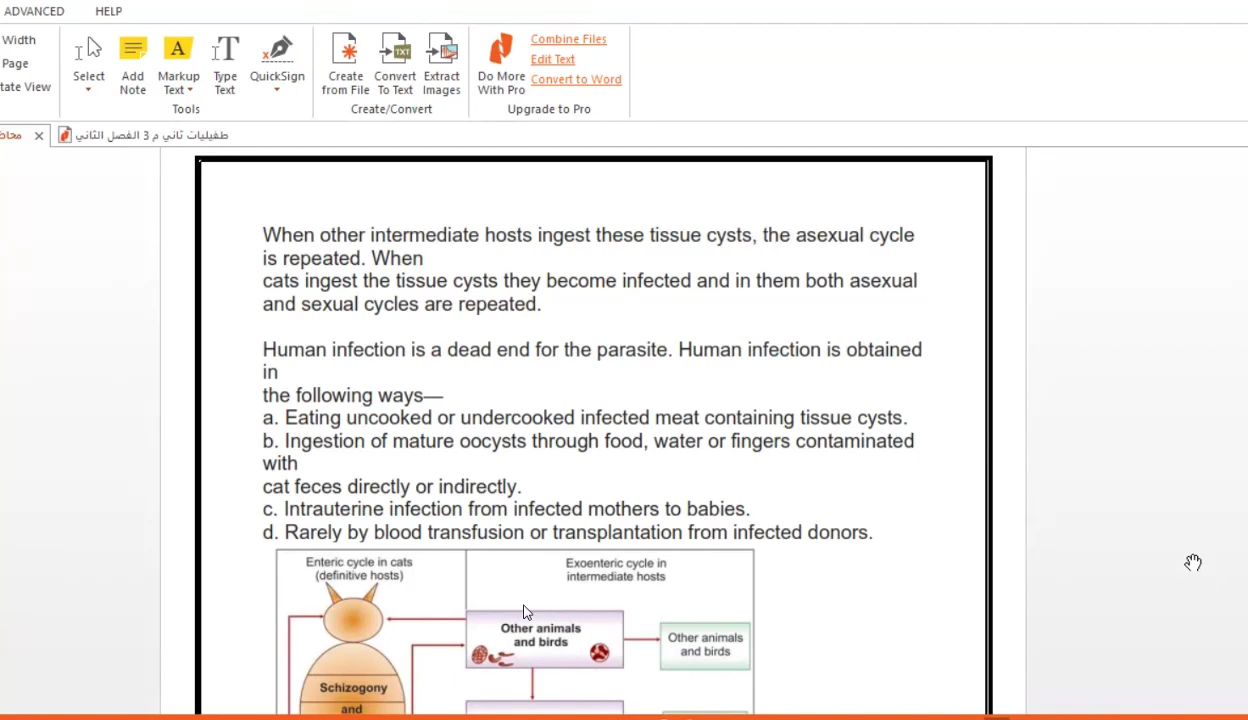 ADVANCED HELP
Width
Page
tate View
Select
Add Note
Markup Text
Type Text
QuickSign
Tools
Create from File
Convert To Text
Extract Images
Create/Convert
Do More With Pro
Combine Files
Edit Text
Convert to Word
Upgrade to Pro
محاض
طفيليات ثاني م 3 الفصل الثاني
When other intermediate hosts ingest these tissue cysts, the asexual cycle
is repeated. When
cats ingest the tissue cysts they become infected and in them both asexual
and sexual cycles are repeated.
Human infection is a dead end for the parasite. Human infection is obtained
in
the following ways—
a. Eating uncooked or undercooked infected meat containing tissue cysts.
b. Ingestion of mature oocysts through food, water or fingers contaminated
with
cat feces directly or indirectly.
c. Intrauterine infection from infected mothers to babies.
d. Rarely by blood transfusion or transplantation from infected donors.
Enteric cycle in cats
(definitive hosts)
Exoenteric cycle in
intermediate hosts
Other animals
and birds
Other animals
and birds
Schizogony
and